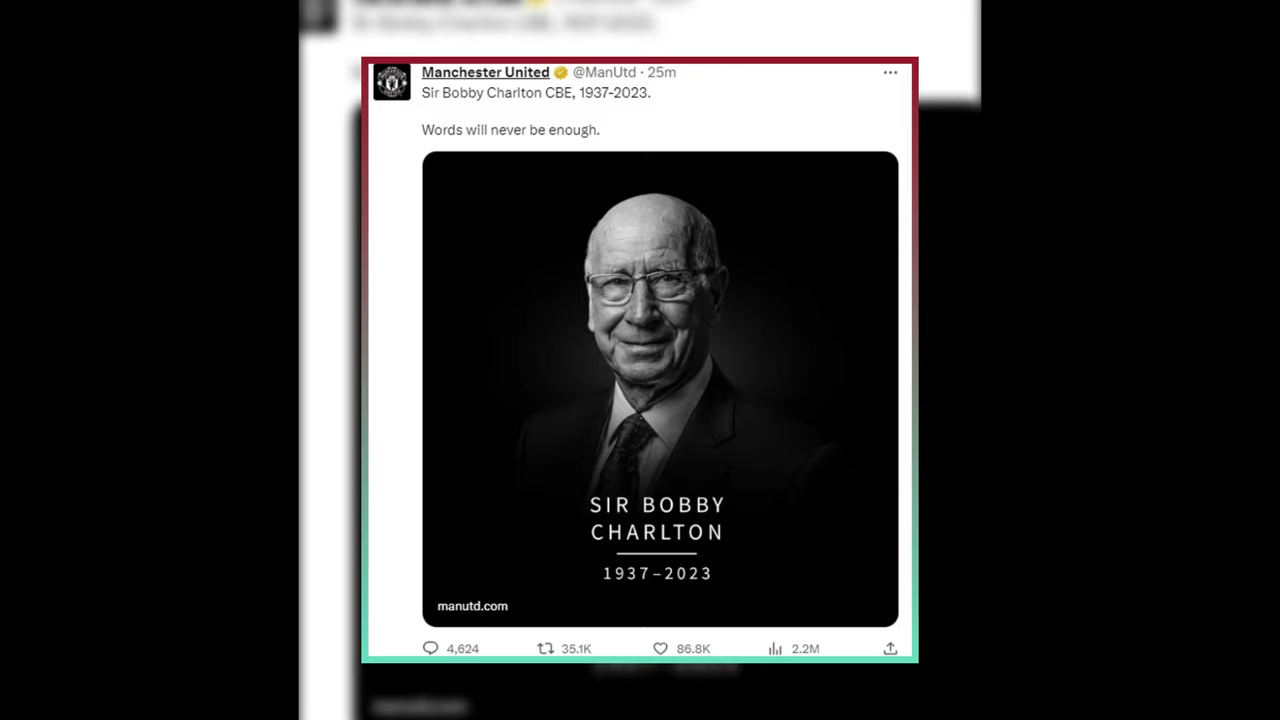 Manchester United @ManUtd · 25m
Sir Bobby Charlton CBE, 1937-2023.
Words will never be enough.
SIR BOBBY
CHARLTON
1937–2023
manutd.com
4,624 35.1K 86.8K 2.2M